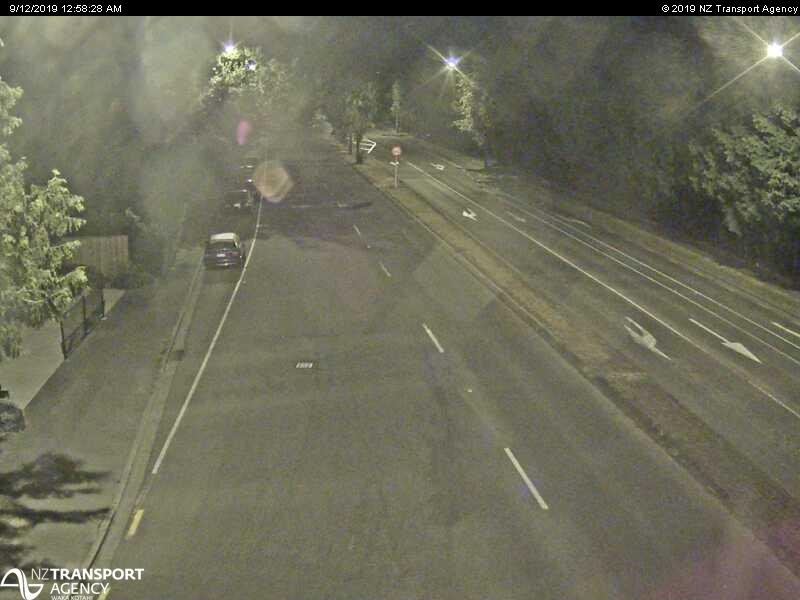 9/12/2019 12:58:28 AM
© 2019 NZ Transport Agency
NZTRANSPORT
AGENCY
WAKA KOTAHI